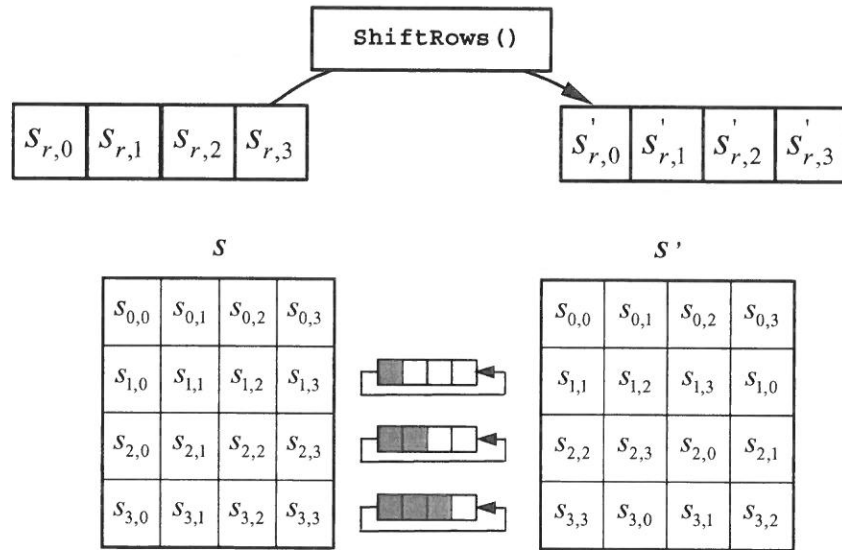 ShiftRows()
S_{r,0} S_{r,1} S_{r,2} S_{r,3} S'_{r,0} S'_{r,1} S'_{r,2} S'_{r,3}
S S'
S_{0,0} S_{0,1} S_{0,2} S_{0,3} S_{0,0} S_{0,1} S_{0,2} S_{0,3}
S_{1,0} S_{1,1} S_{1,2} S_{1,3} S_{1,1} S_{1,2} S_{1,3} S_{1,0}
S_{2,0} S_{2,1} S_{2,2} S_{2,3} S_{2,2} S_{2,3} S_{2,0} S_{2,1}
S_{3,0} S_{3,1} S_{3,2} S_{3,3} S_{3,3} S_{3,0} S_{3,1} S_{3,2}